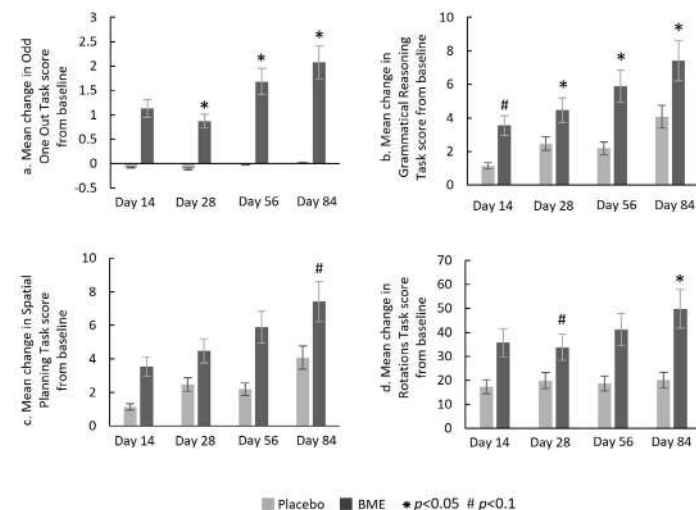 a. Mean change in Odd
One Out Task score
from baseline
3
2.5
2
1.5
1
0.5
0
-0.5
*
*
*
Day 14 Day 28 Day 56 Day 84
b. Mean change in
Grammatical Reasoning
Task score from baseline
10
8
6
4
2
0
#
*
*
*
Day 14 Day 28 Day 56 Day 84
c. Mean change in Spatial
Planning Task score
from baseline
10
8
6
4
2
0
#
Day 14 Day 28 Day 56 Day 84
d. Mean change in
Rotations Task score
from baseline
70
60
50
40
30
20
10
0
#
*
Day 14 Day 28 Day 56 Day 84
Placebo BME * p<0.05 # p<0.1